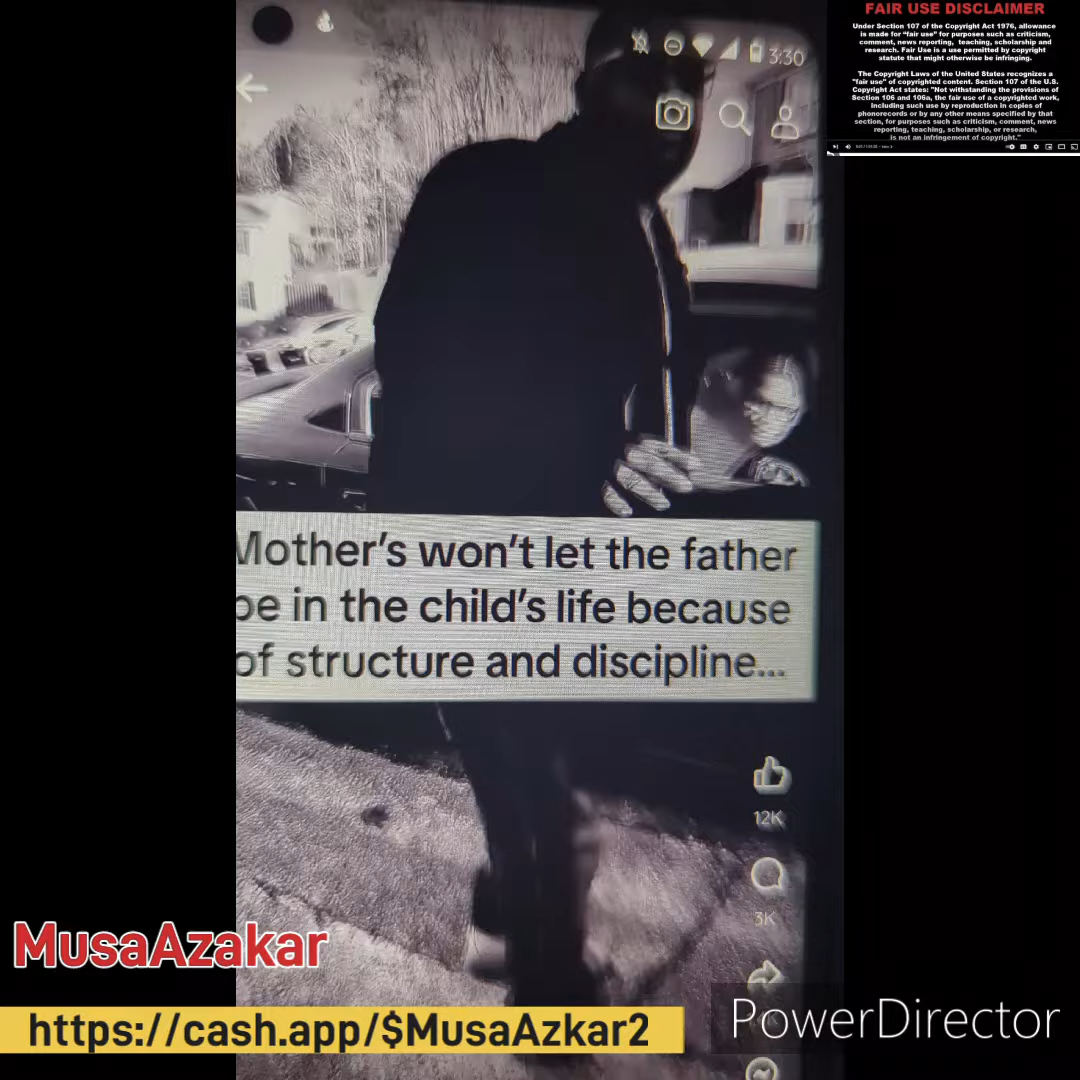 FAIR USE DISCLAIMER
Under Section 107 of the Copyright Act 1976, allowance
is made for “fair use” for purposes such as criticism,
comment, news reporting, teaching, scholarship and
research. Fair Use is a use permitted by copyright
statute that might otherwise be infringing.
The Copyright Laws of the United States recognizes a
"fair use" of copyrighted content. Section 107 of the U.S.
Copyright Act states: "Not withstanding the provisions of
Section 106 and 106a, the fair use of a copyrighted work,
including such use by reproduction in copies of
phonorecords or by any other means specified by that
section, for purposes such as criticism, comment, news
reporting, teaching, scholarship, or research,
is not an infringement of copyright."
3:30
Mother's won't let the father
be in the child's life because
of structure and discipline...
12K
3K
MusaAzakar
https://cash.app/$MusaAzkar2
PowerDirector